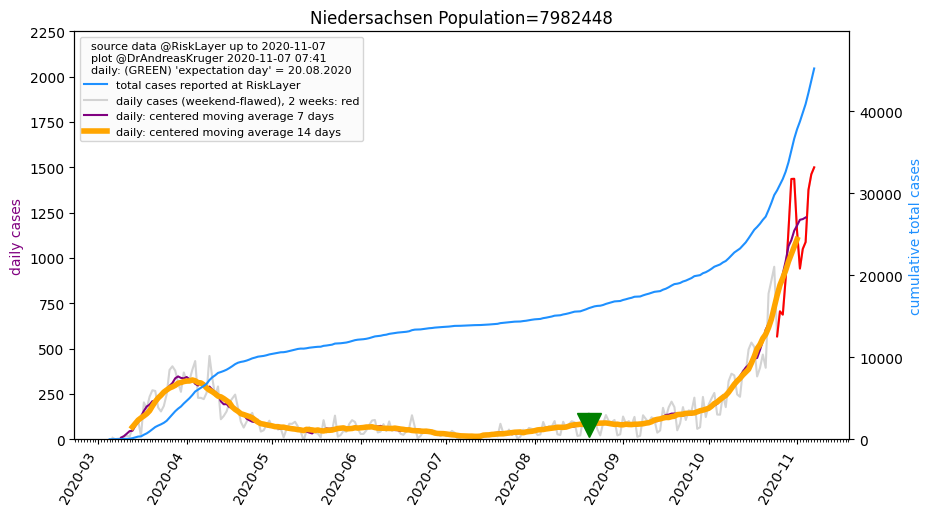 Niedersachsen Population=7982448
source data @RiskLayer up to 2020-11-07
plot @DrAndreasKruger 2020-11-07 07:41
daily: (GREEN) 'expectation day' = 20.08.2020
total cases reported at RiskLayer
daily cases (weekend-flawed), 2 weeks: red
daily: centered moving average 7 days
daily: centered moving average 14 days
daily cases
2250
2000
1750
1500
1250
1000
750
500
250
0
40000
30000
20000
10000
0
cumulative total cases
2020-03
2020-04
2020-05
2020-06
2020-07
2020-08
2020-09
2020-10
2020-11